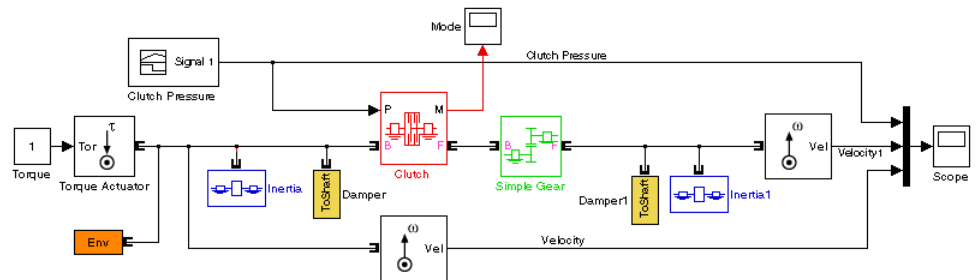 Mode
Signal 1
Clutch Pressure
Clutch Pressure
P
M
B
F
Clutch
1
Torque
Tor
τ
Torque Actuator
Inertia
ToShaft
Damper
B
F
Simple Gear
Damper1
ToShaft
Inertia1
ω
Vel
Velocity1
Scope
Env
ω
Vel
Velocity